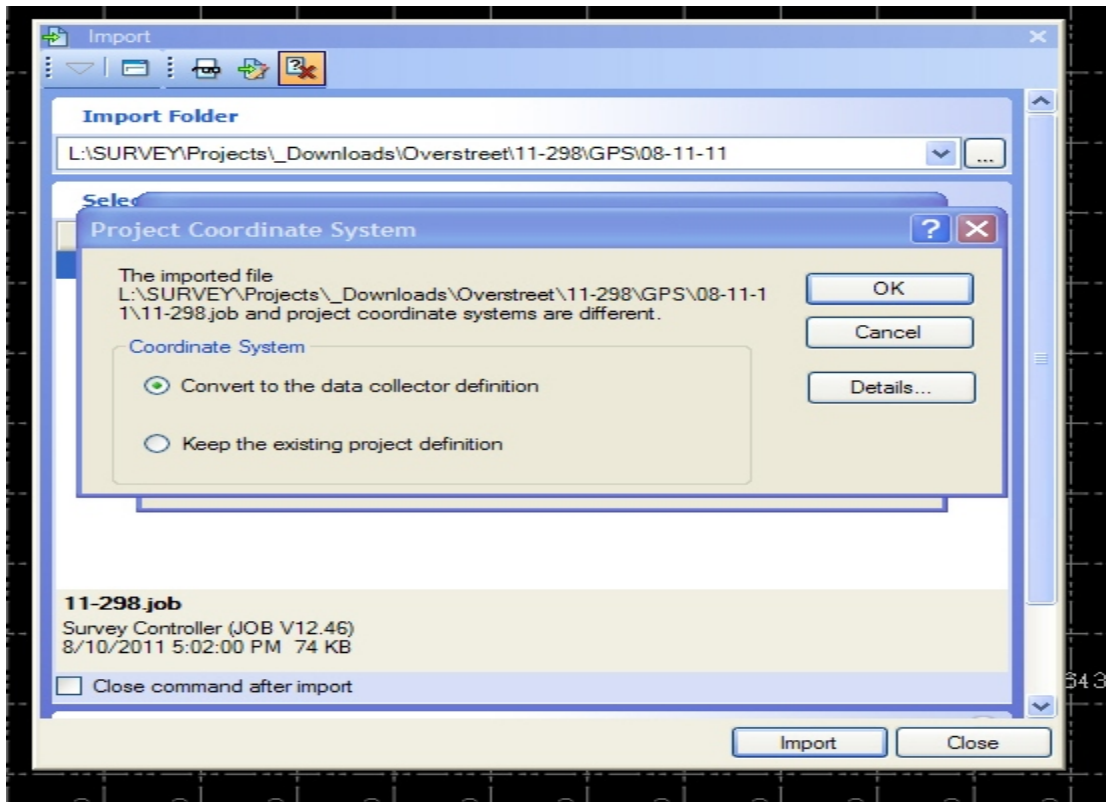 Import
Import Folder
L:\SURVEY\Projects\_Downloads\Overstreet\11-298\GPS\08-11-11
...
Project Coordinate System
The imported file
L:\SURVEY\Projects\_Downloads\Overstreet\11-298\GPS\08-11-1
1\11-298.job and project coordinate systems are different.
OK
Cancel
Details...
Coordinate System
Convert to the data collector definition
Keep the existing project definition
11-298.job
Survey Controller (JOB V12.46)
8/10/2011 5:02:00 PM 74 KB
Close command after import
Import
Close